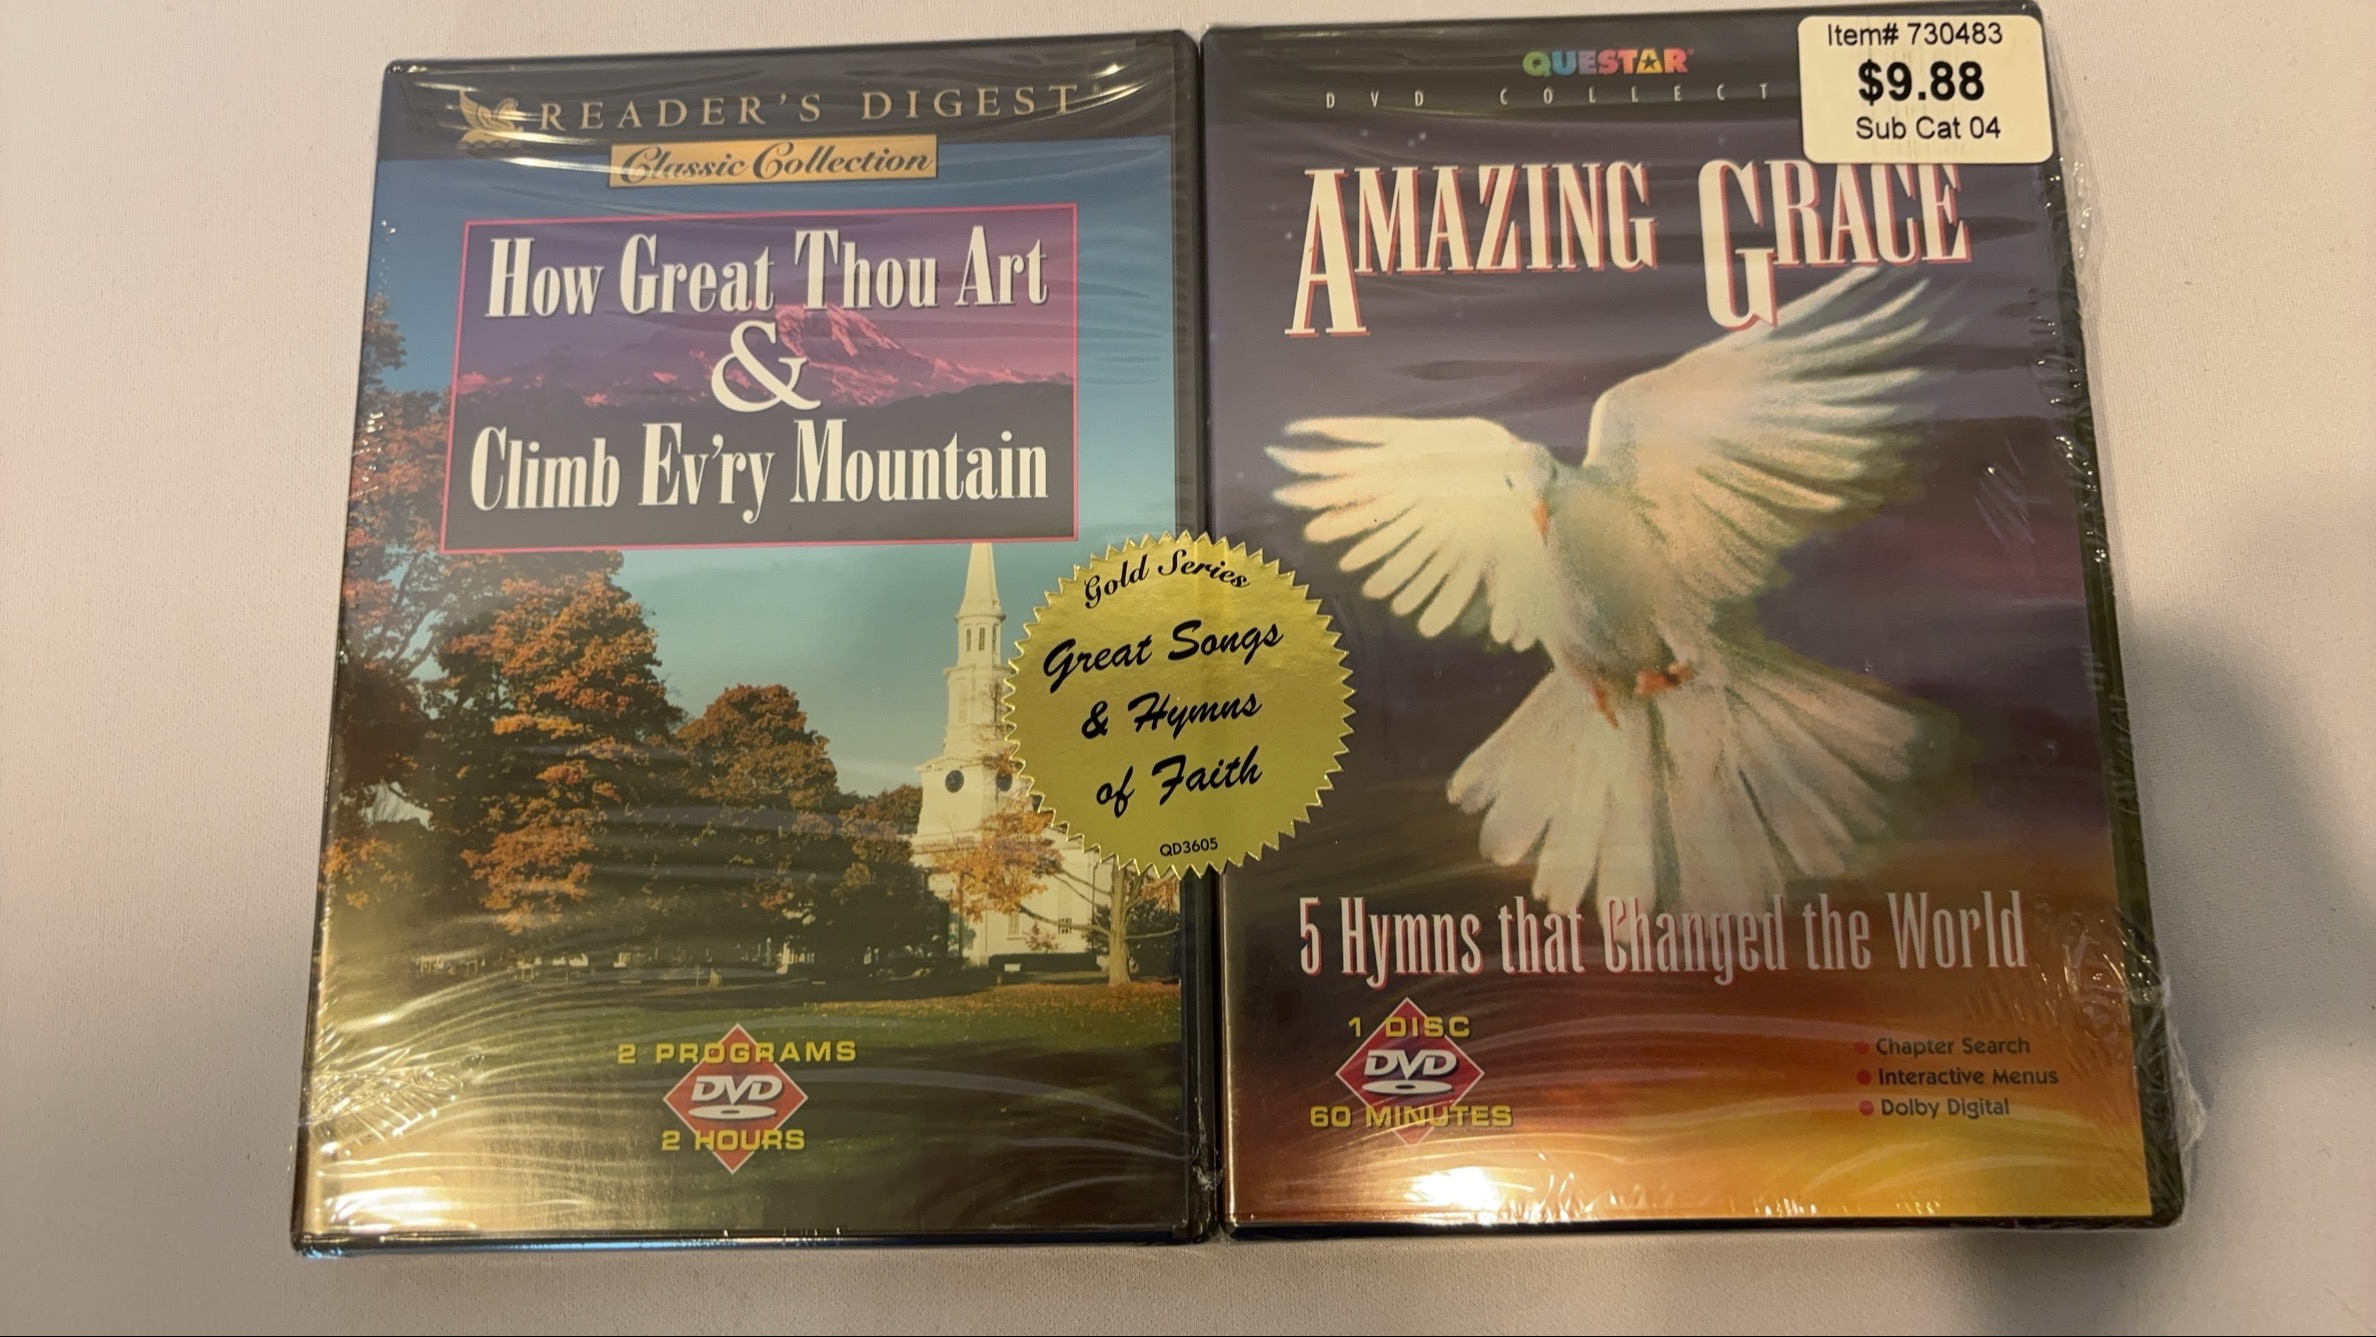 READER'S DIGEST®
Classic Collection
How Great Thou Art
&
Climb Ev'ry Mountain
2 PROGRAMS
DVD
2 HOURS
Gold Series
Great Songs
& Hymns
of Faith
QD3605
QUESTAR
DVD COLLECT
Item# 730483
$9.88
Sub Cat 04
AMAZING GRACE
5 Hymns that Changed the World
1 DISC
DVD
60 MINUTES
Chapter Search
Interactive Menus
Dolby Digital